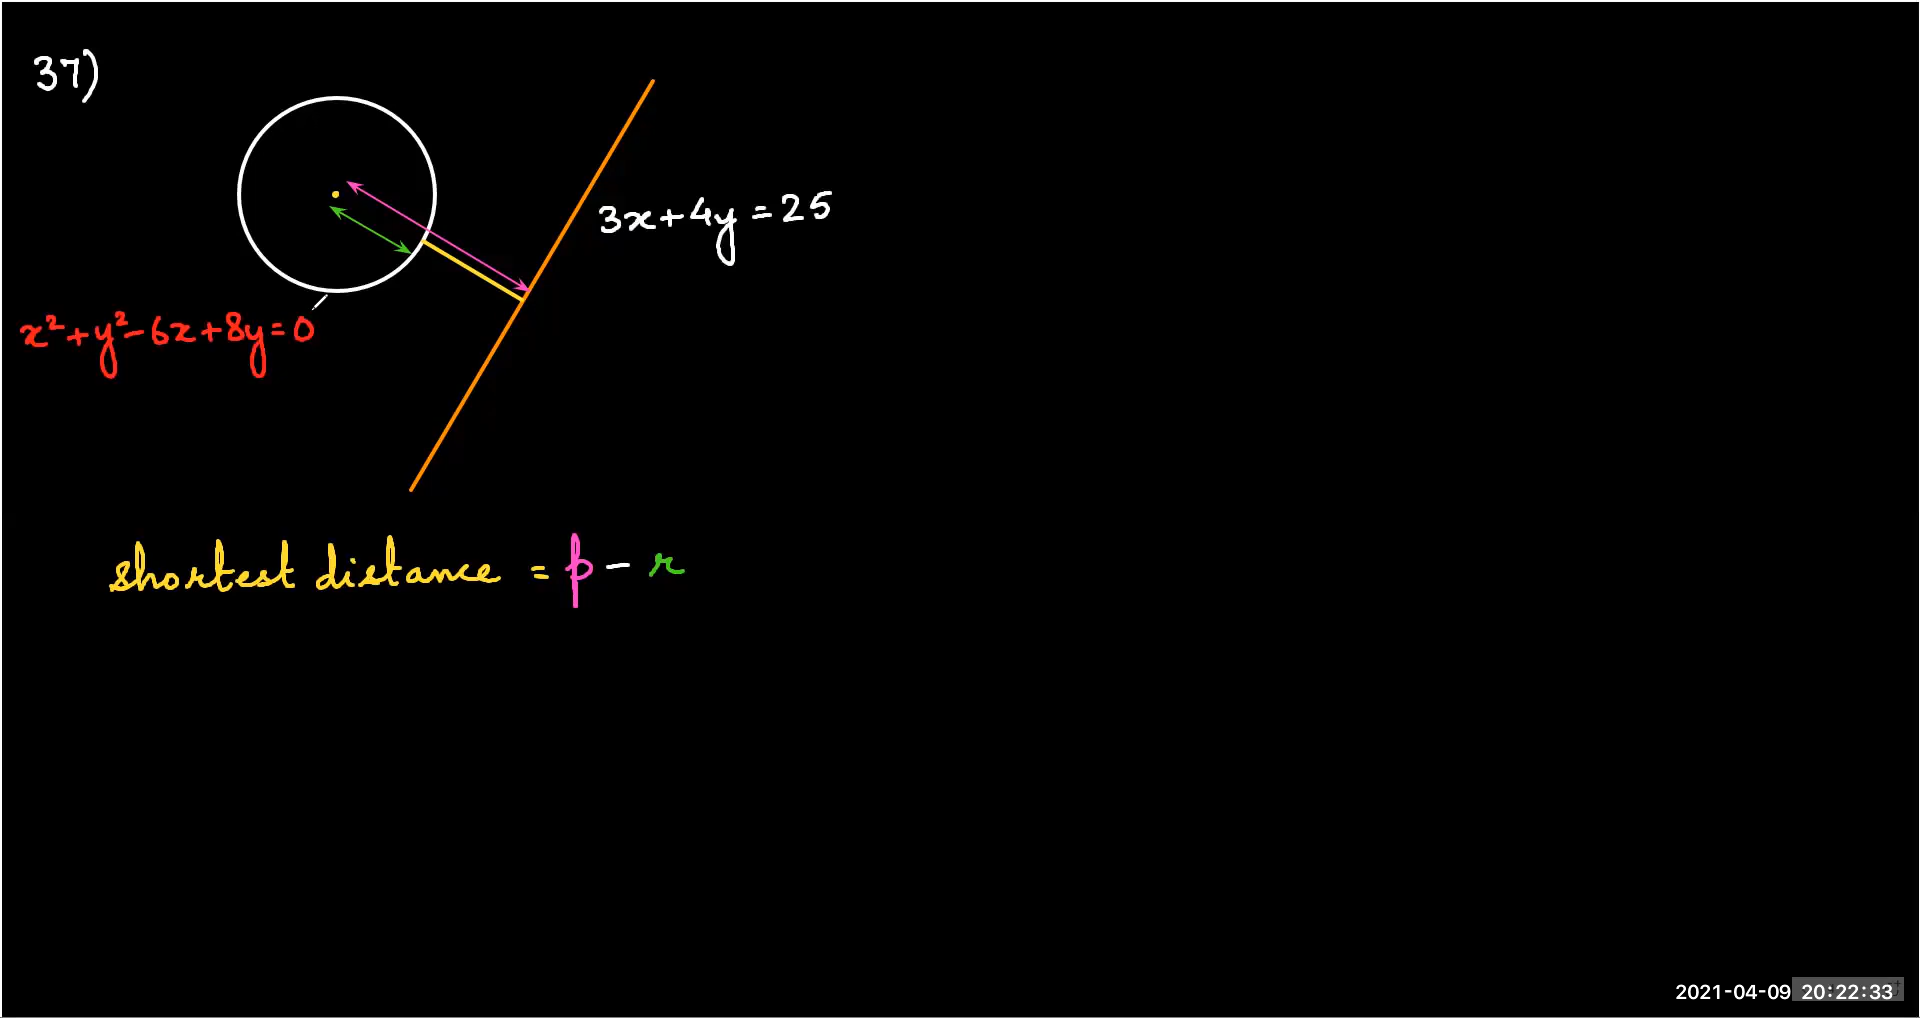 37)
3x+4y=25
x²+y²-6x+8y=0
shortest distance = p - r
2021-04-09 20:22:33